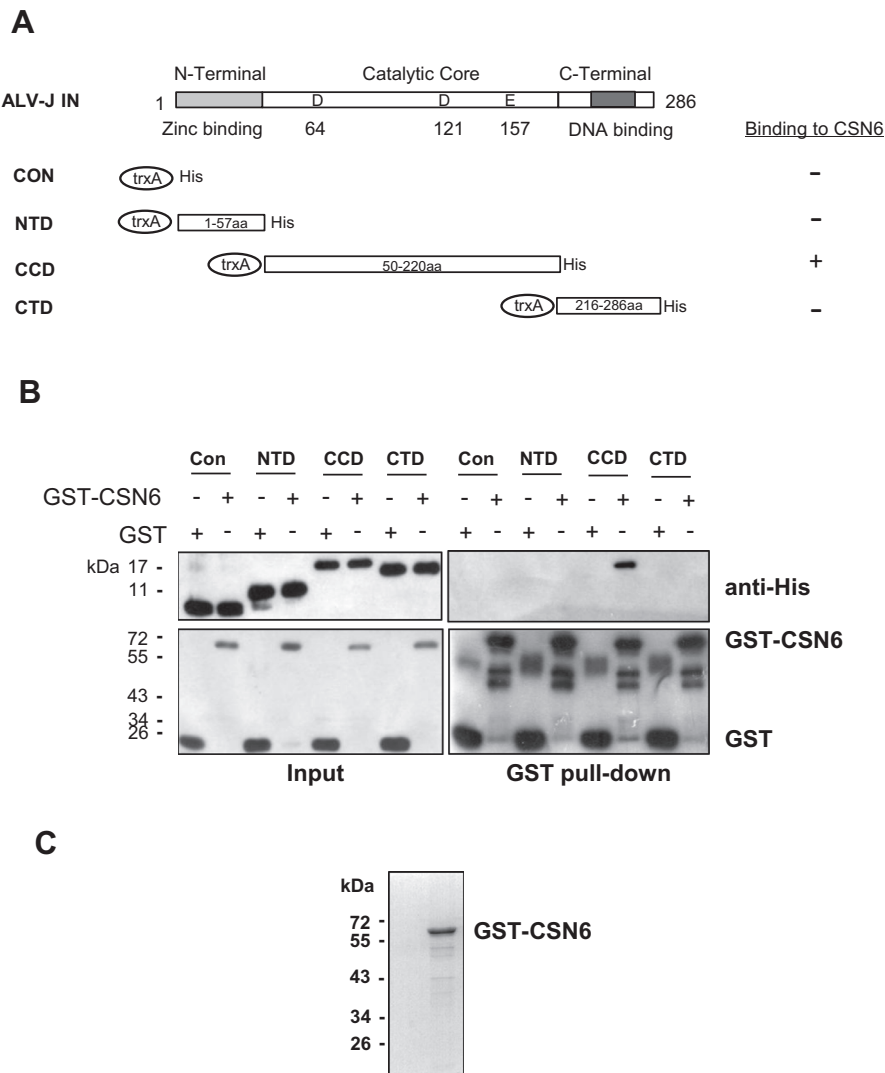 A
N-Terminal Catalytic Core C-Terminal
ALV-J IN 1 D D E 286
Zinc binding 64 121 157 DNA binding Binding to CSN6
CON trxA His -
NTD trxA 1-57aa His -
CCD trxA 50-220aa His +
CTD trxA 216-286aa His -
B
Con NTD CCD CTD Con NTD CCD CTD
GST-CSN6 - + - + - + - + - + - + - + - +
GST + - + - + - + - + - + - + - + -
kDa 17 -
11 -
anti-His
72 -
GST-CSN6
55 -
43 -
34 -
26 -
GST
Input GST pull-down
C
kDa
72 -
GST-CSN6
55 -
43 -
34 -
26 -